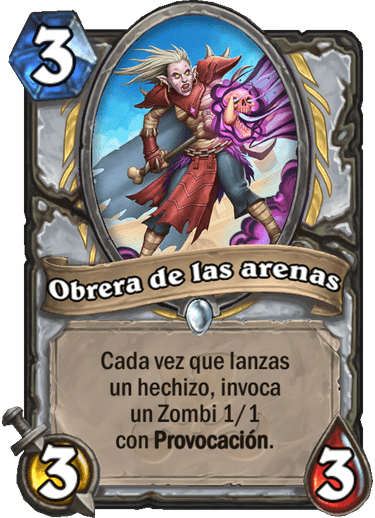 3
Obrera de las arenas
Cada vez que lanzas
un hechizo, invoca
un Zombi 1/1
con Provocación.
3
3